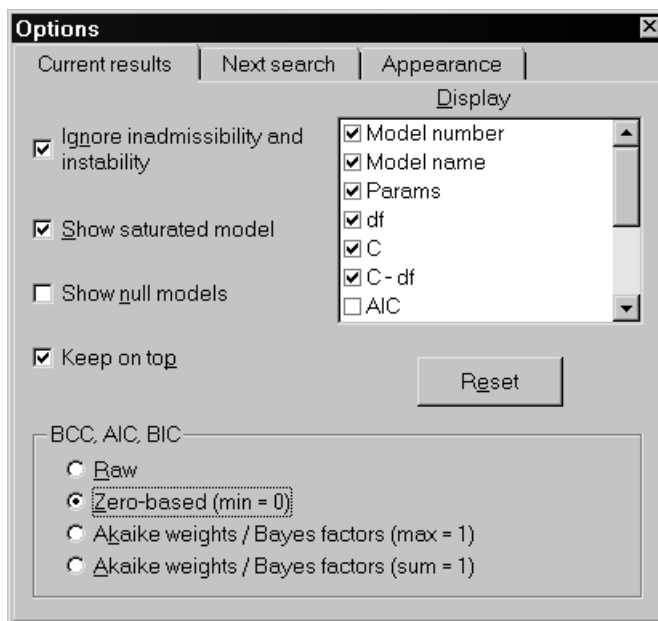 Options
Current results
Next search
Appearance
Display
Ignore inadmissibility and
instability
Show saturated model
Show null models
Keep on top
Model number
Model name
Params
df
C
C - df
AIC
Reset
BCC, AIC, BIC
Raw
Zero-based (min = 0)
Akaike weights / Bayes factors (max = 1)
Akaike weights / Bayes factors (sum = 1)